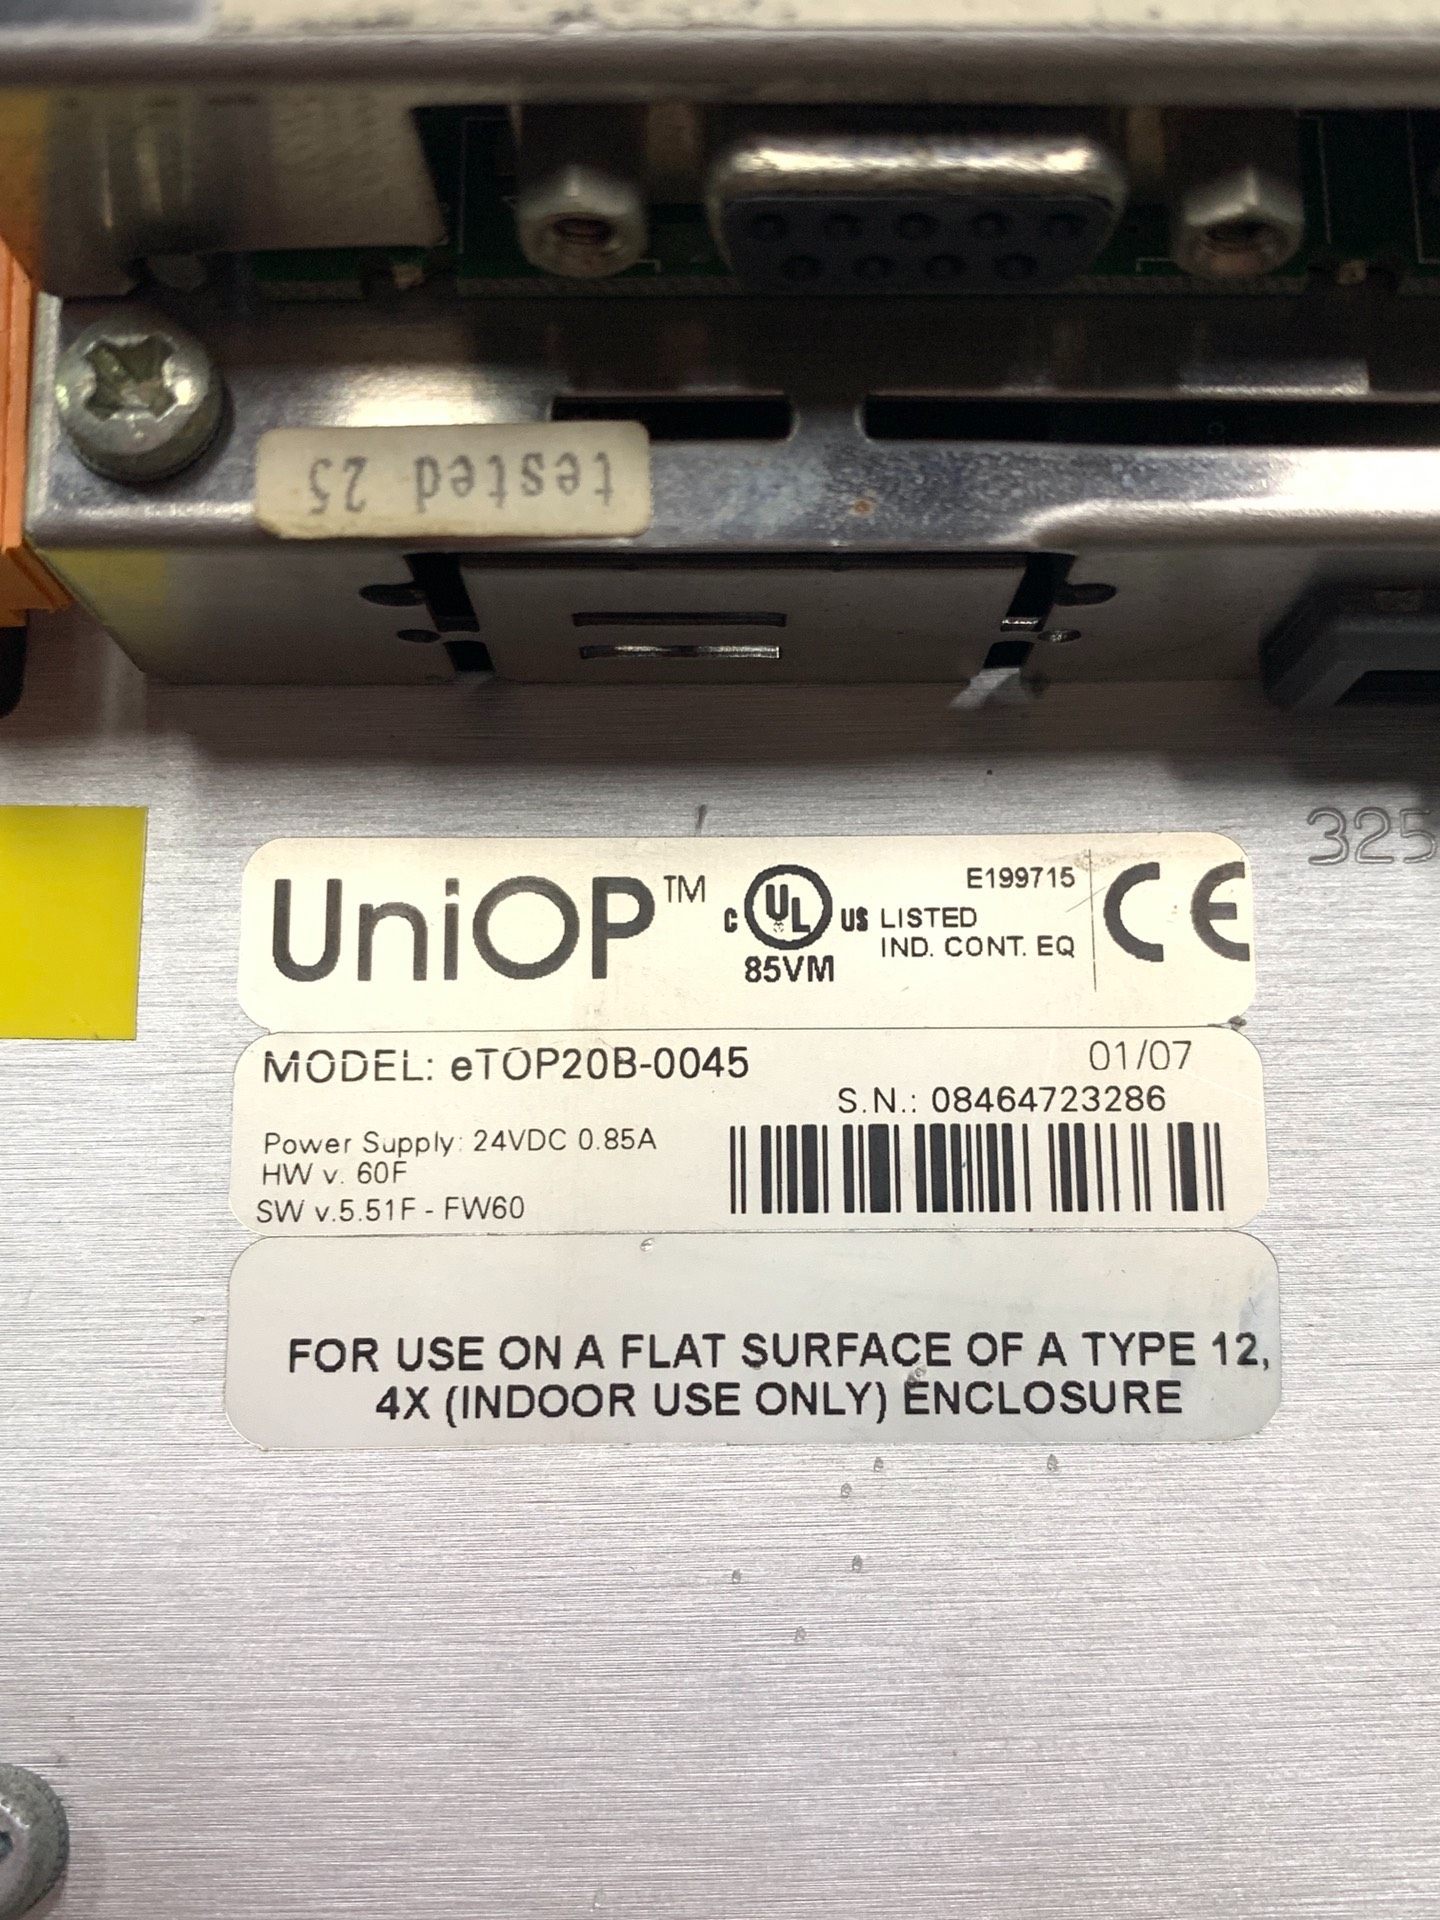 tested 25
325
UniOP™
C UL US
E199715
LISTED
IND. CONT. EQ
85VM
CE
MODEL: eTOP20B-0045
01/07
S.N.: 08464723286
Power Supply: 24VDC 0.85A
HW v. 60F
SW v.5.51F - FW60
FOR USE ON A FLAT SURFACE OF A TYPE 12,
4X (INDOOR USE ONLY) ENCLOSURE